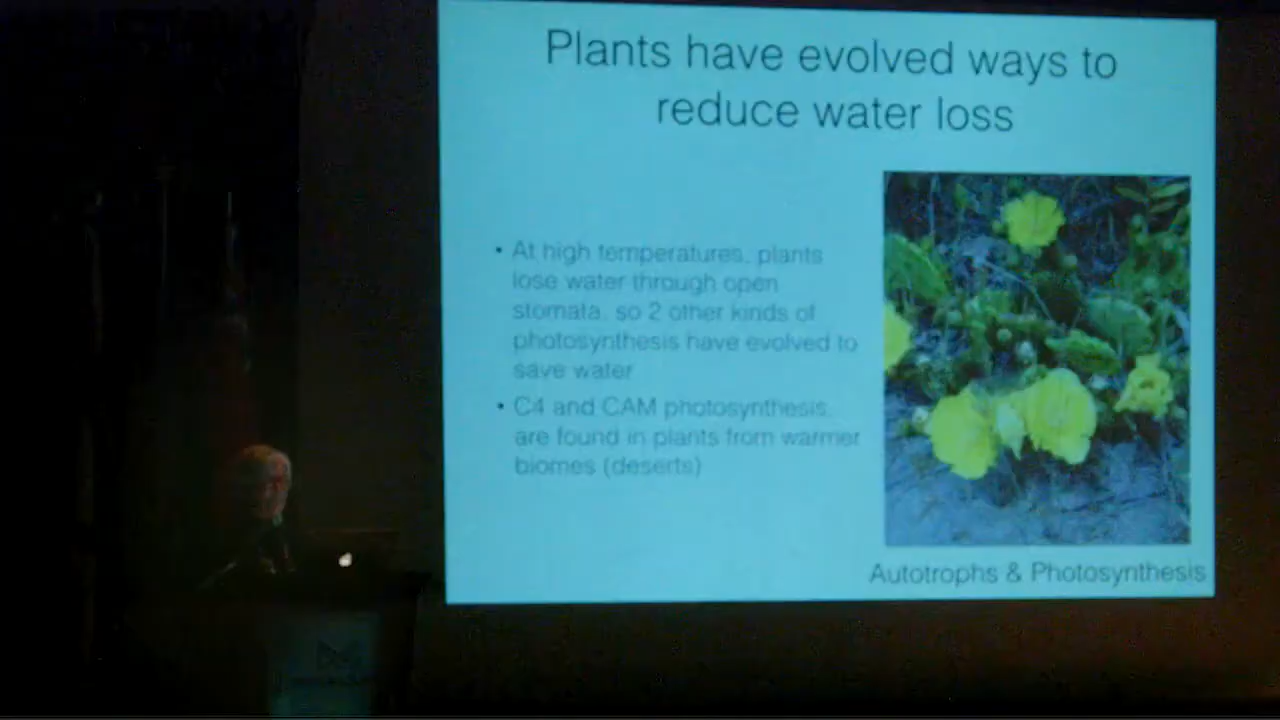 Plants have evolved ways to
reduce water loss
• At high temperatures, plants
lose water through open
stomata, so 2 other kinds of
photosynthesis have evolved to
save water
• C4 and CAM photosynthesis,
are found in plants from warmer
biomes (deserts)
Autotrophs & Photosynthesis